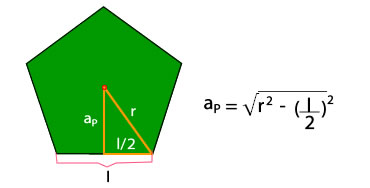 r
aP
l/2
l
aP = √(r² - (l/2)²)